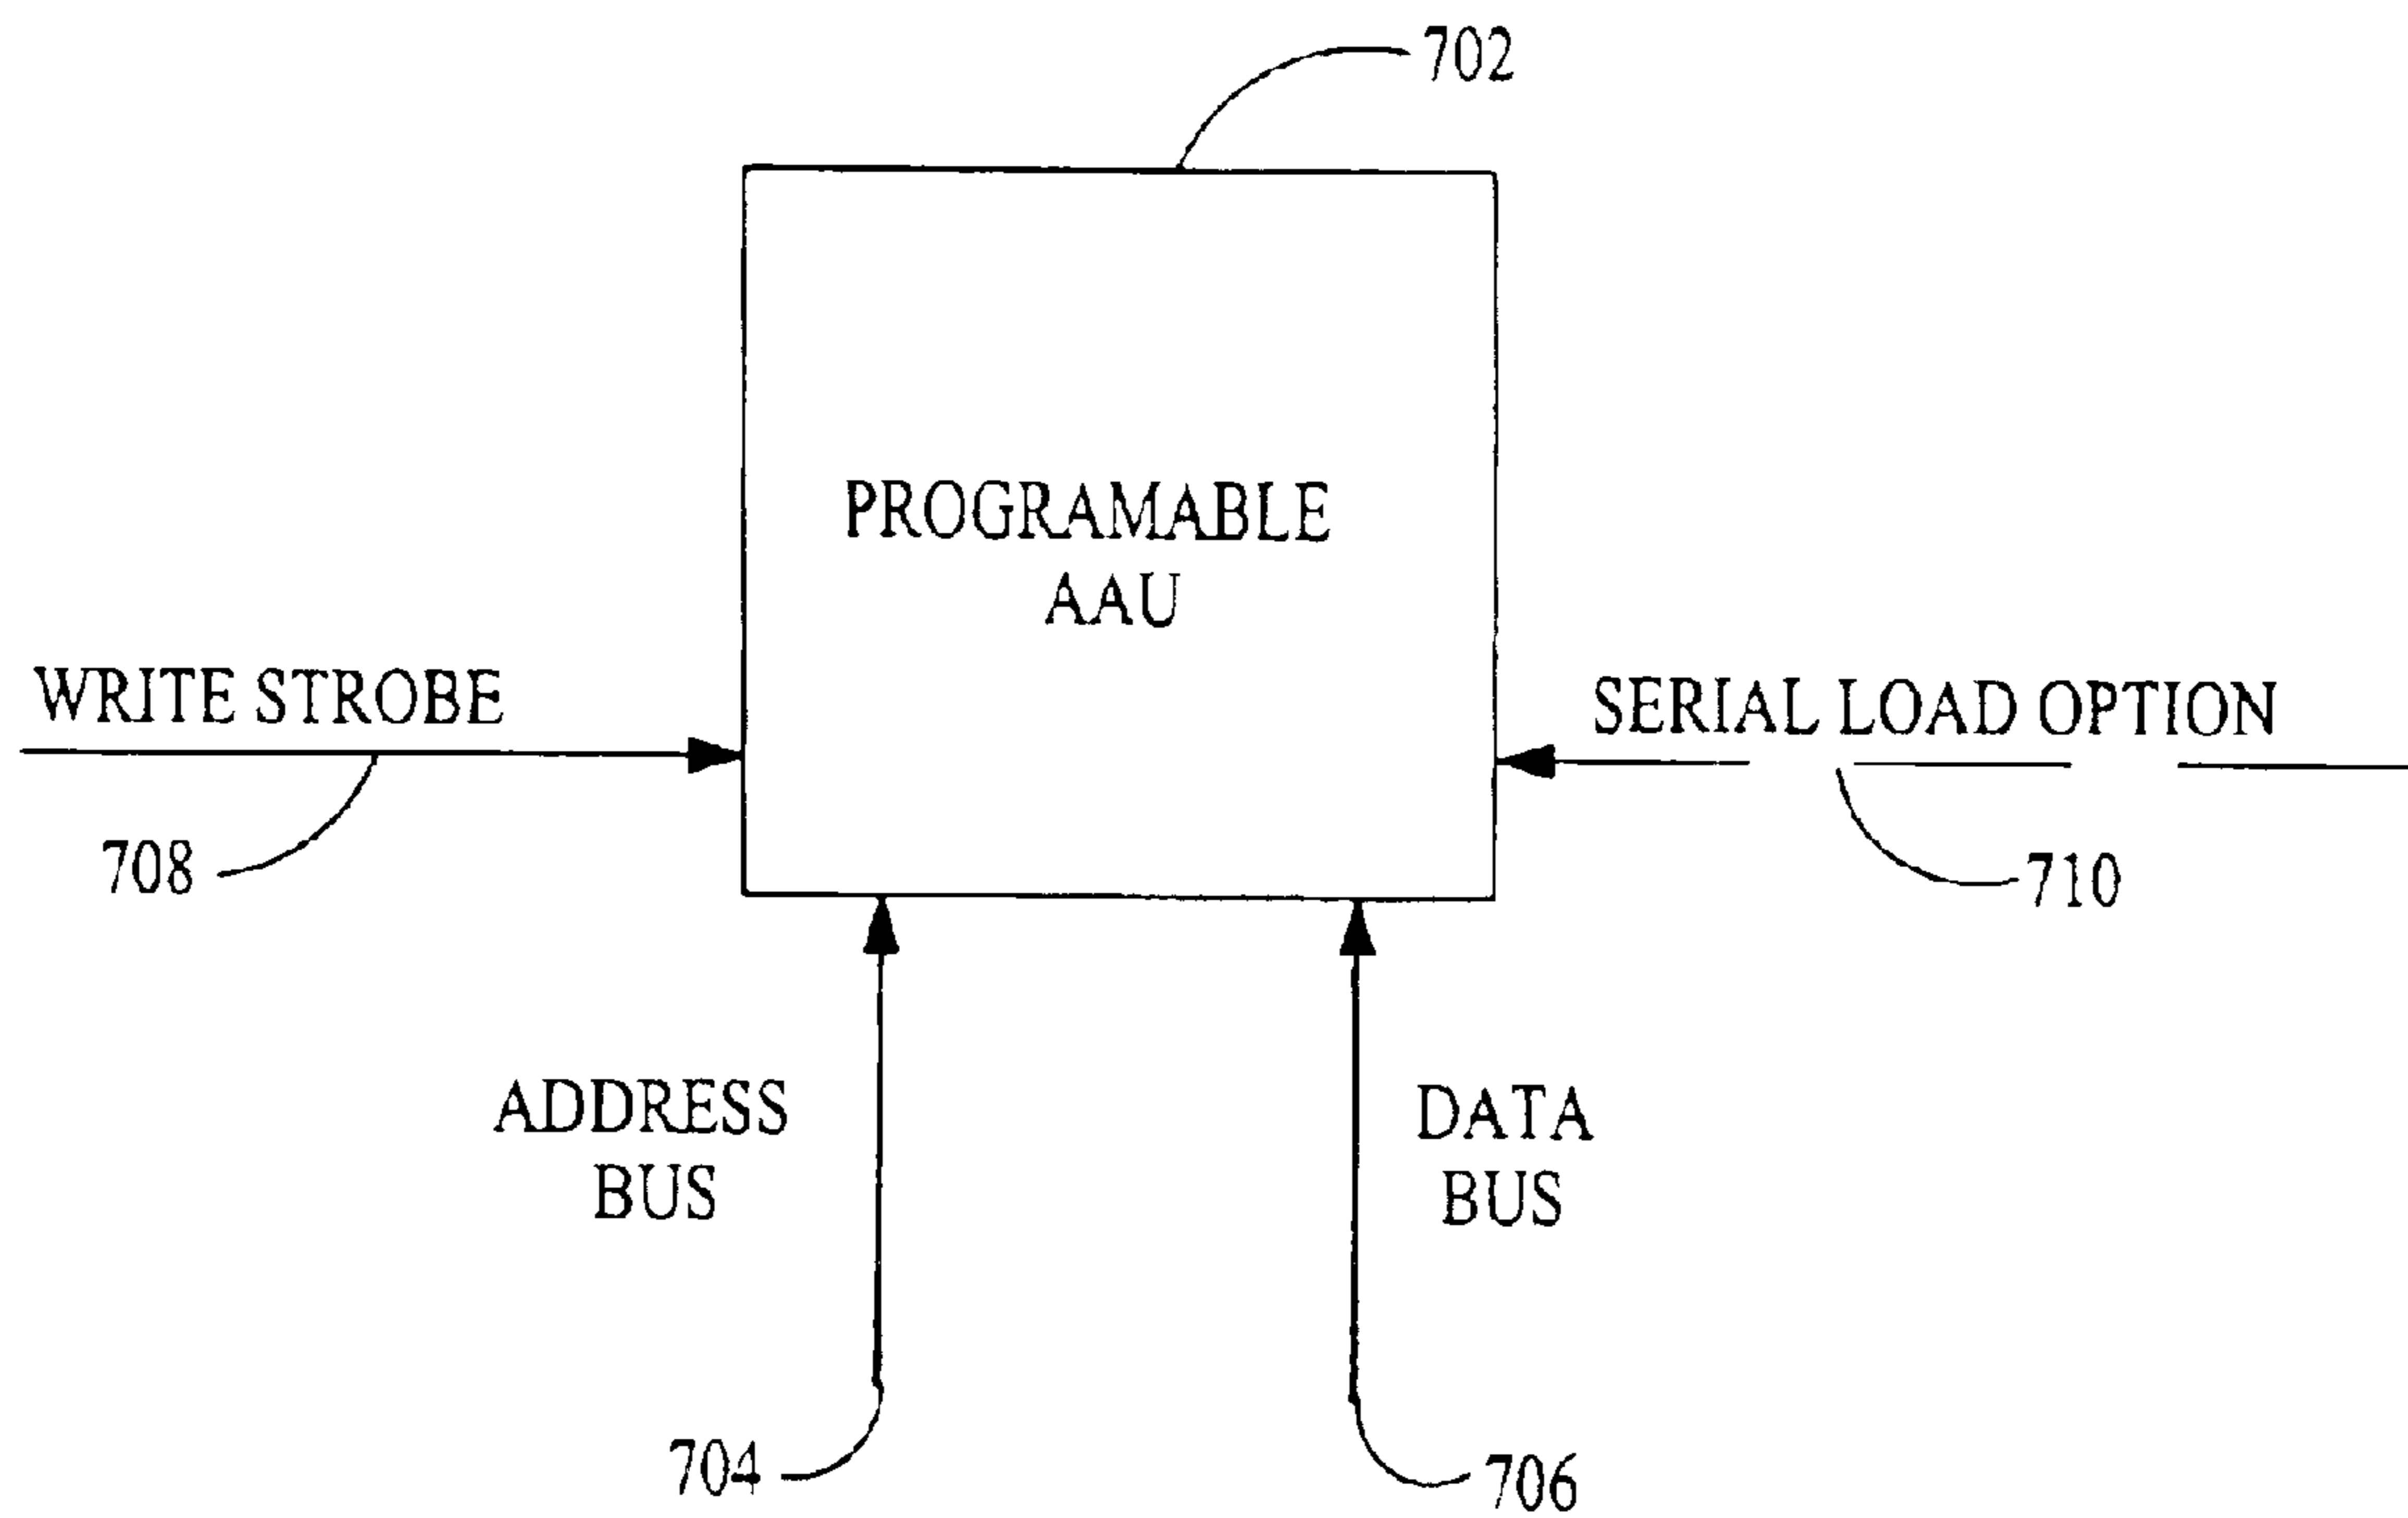 702
PROGRAMABLE
AAU
WRITE STROBE
SERIAL LOAD OPTION
708
710
ADDRESS
BUS
DATA
BUS
704
706